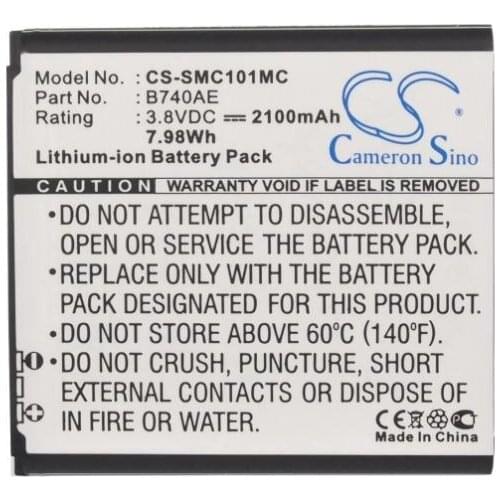 Model No.: CS-SMC101MC
Part No.: B740AE
Rating: 3.8VDC ⎓ 2100mAh
7.98Wh
Lithium-ion Battery Pack
CS
Cameron Sino
WARRANTY VOID IF LABEL IS REMOVED
•DO NOT ATTEMPT TO DISASSEMBLE,
OPEN OR SERVICE BATTERY PACK.
•PLEASE REPLACE WITH THE BATTERY
PACK DESIGNATED FOR THIS
PRODUCT.
•DO NOT STORE ABOVE 60°C (140°F).
•DO NOT CRUSH, PUNCTURE, SHORT
EXTERNAL CONTACTS OR DISPOSE OF
IN FIRE OR WATER
CE
Made In China